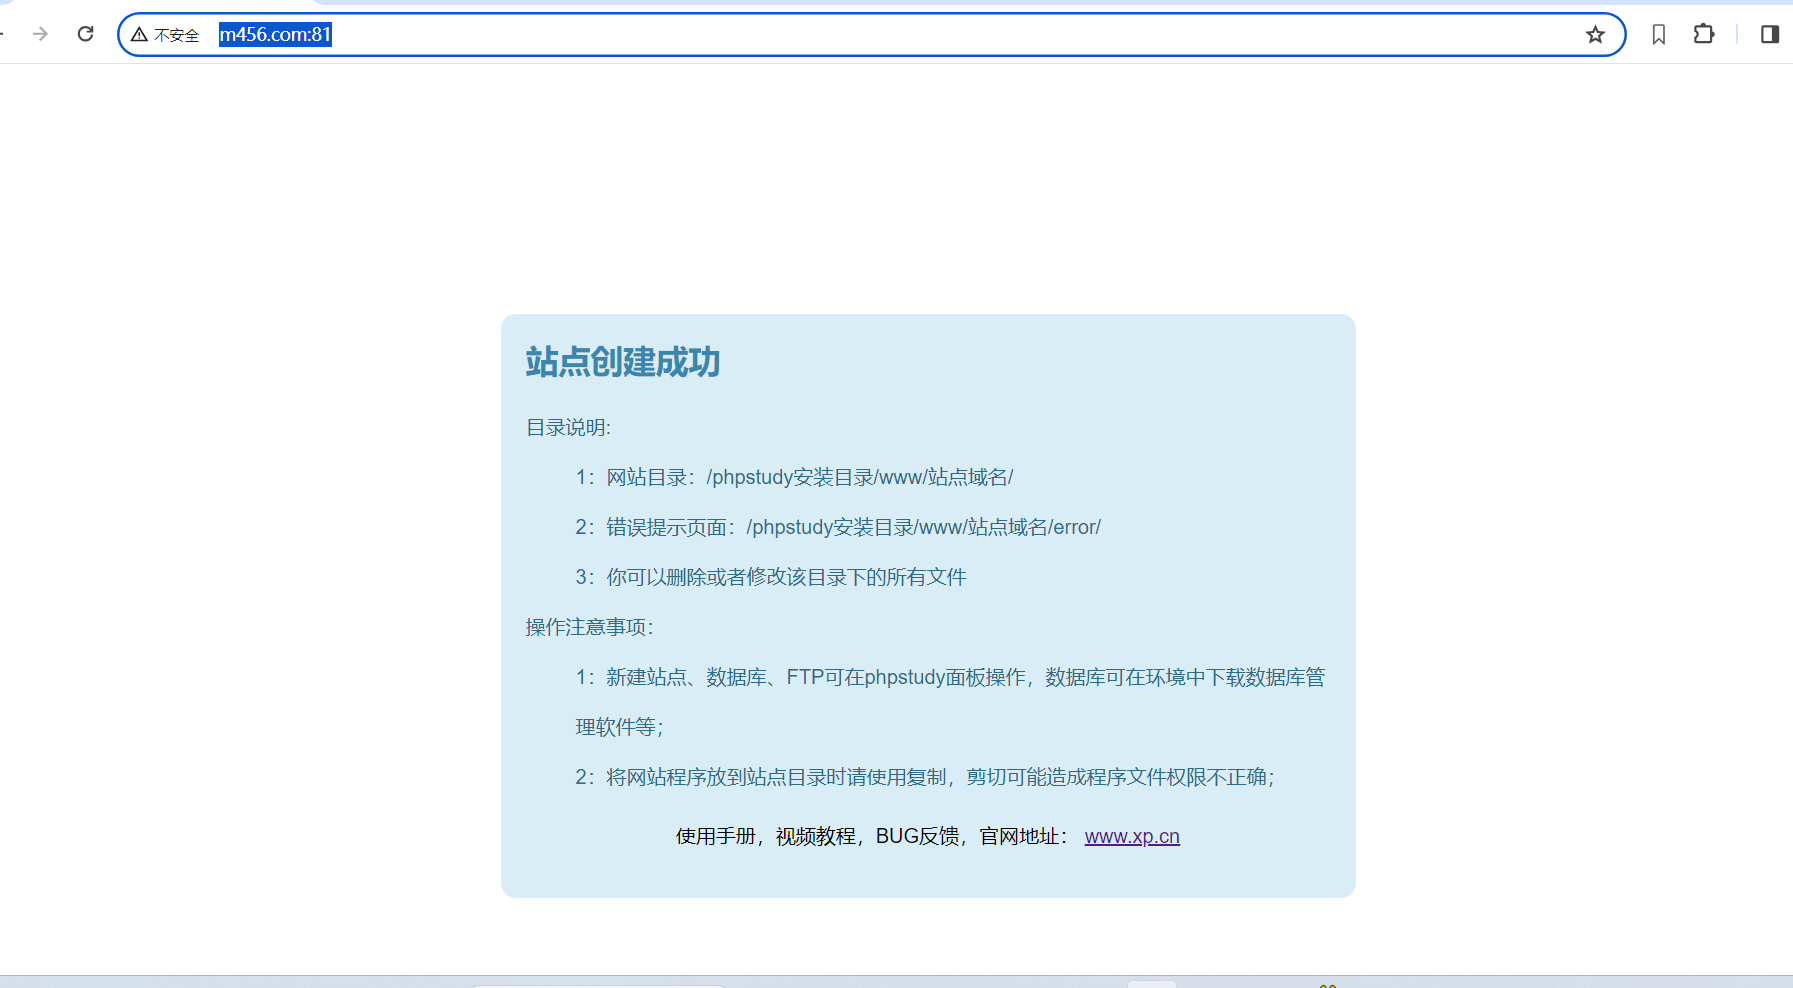 不安全 m456.com:81
站点创建成功
目录说明:
1：网站目录：/phpstudy安装目录/www/站点域名/
2：错误提示页面：/phpstudy安装目录/www/站点域名/error/
3：你可以删除或者修改该目录下的所有文件
操作注意事项：
1：新建站点、数据库、FTP可在phpstudy面板操作，数据库可在环境中下载数据库管
理软件等；
2：将网站程序放到站点目录时请使用复制，剪切可能造成程序文件权限不正确；
使用手册，视频教程，BUG反馈，官网地址： www.xp.cn